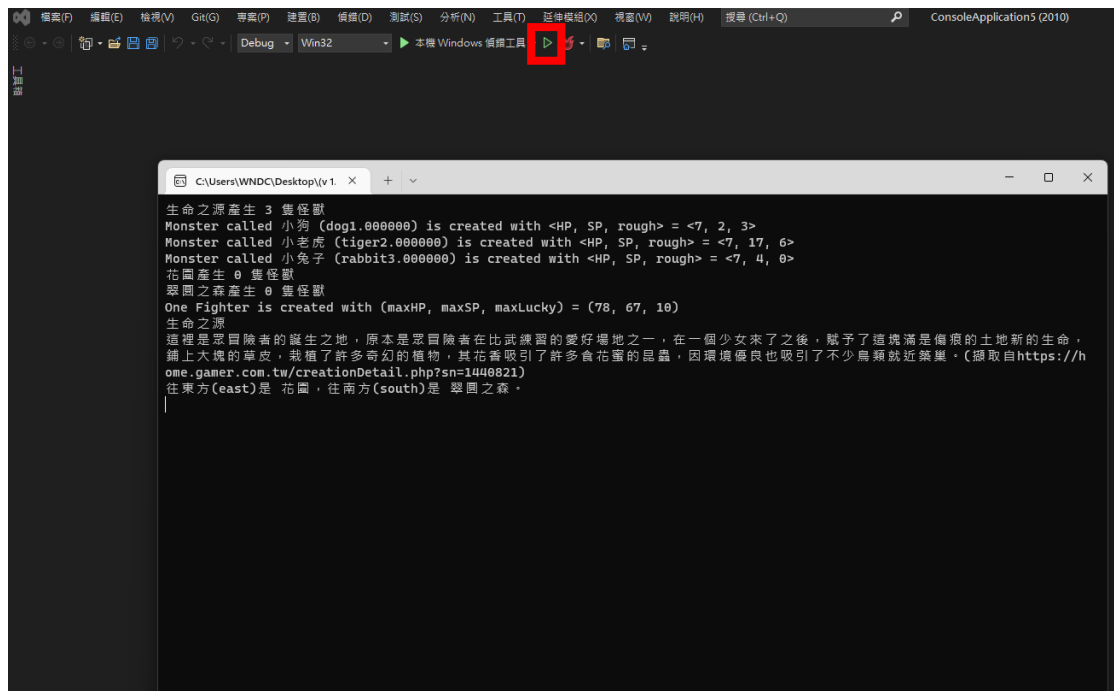 檔案(F) 編輯(E) 檢視(V) Git(G) 專案(P) 建置(B) 偵錯(D) 測試(S) 分析(N) 工具(T) 延伸模組(X) 視窗(W) 說明(H) 搜尋 (Ctrl+Q) ConsoleApplication5 (2010)
Debug Win32 本機 Windows 偵錯工具
工具箱
C:\Users\WNDC\Desktop\(v 1.
生命之源產生 3 隻怪獸
Monster called 小狗 (dog1.000000) is created with <HP, SP, rough> = <7, 2, 3>
Monster called 小老虎 (tiger2.000000) is created with <HP, SP, rough> = <7, 17, 6>
Monster called 小兔子 (rabbit3.000000) is created with <HP, SP, rough> = <7, 4, 0>
花園產生 0 隻怪獸
翠圓之森產生 0 隻怪獸
One Fighter is created with (maxHP, maxSP, maxLucky) = (78, 67, 10)
生命之源
這裡是眾冒險者的誕生之地，原本是眾冒險者在比武練習的愛好場地之一，在一個少女來了之後，賦予了這塊滿是傷痕的土地新的生命，
鋪上大塊的草皮，栽植了許多奇幻的植物，其花香吸引了許多食花蜜的昆蟲，因環境優良也吸引了不少鳥類就近築巢。(擷取自https://h
ome.gamer.com.tw/creationDetail.php?sn=1440821)
往東方(east)是 花園，往南方(south)是 翠圓之森。